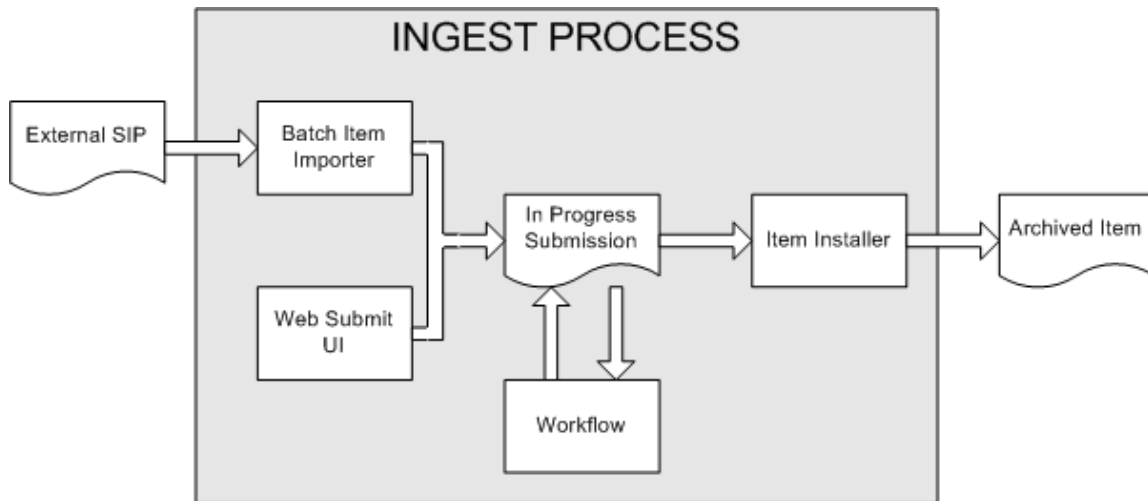 INGEST PROCESS
External SIP
Batch Item
Importer
In Progress
Submission
Item Installer
Archived Item
Web Submit
UI
Workflow